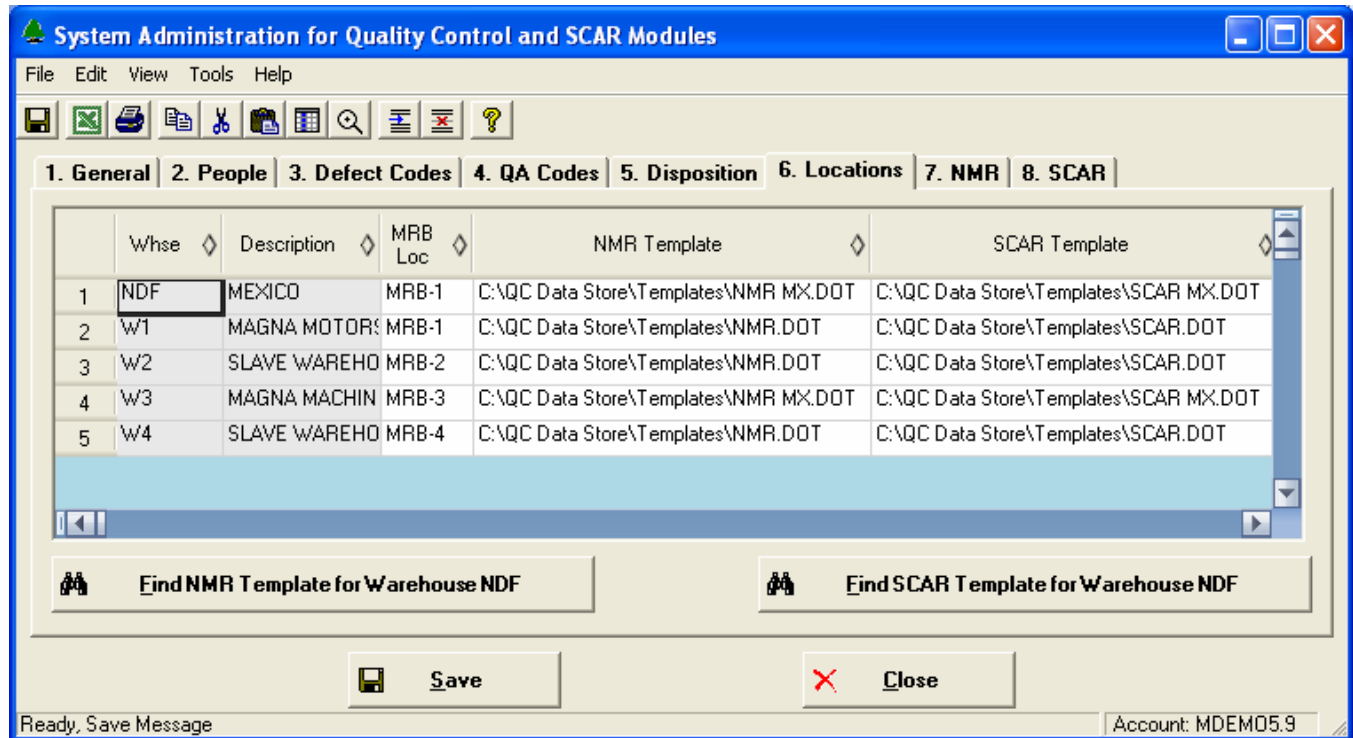 System Administration for Quality Control and SCAR Modules
File Edit View Tools Help
1. General 2. People 3. Defect Codes 4. QA Codes 5. Disposition 6. Locations 7. NMR 8. SCAR
Whse Description MRB Loc NMR Template SCAR Template
1 NDF MEXICO MRB-1 C:\QC Data Store\Templates\NMR MX.DOT C:\QC Data Store\Templates\SCAR MX.DOT
2 W1 MAGNA MOTORS MRB-1 C:\QC Data Store\Templates\NMR.DOT C:\QC Data Store\Templates\SCAR.DOT
3 W2 SLAVE WAREHO MRB-2 C:\QC Data Store\Templates\NMR.DOT C:\QC Data Store\Templates\SCAR.DOT
4 W3 MAGNA MACHIN MRB-3 C:\QC Data Store\Templates\NMR MX.DOT C:\QC Data Store\Templates\SCAR MX.DOT
5 W4 SLAVE WAREHO MRB-4 C:\QC Data Store\Templates\NMR.DOT C:\QC Data Store\Templates\SCAR.DOT
Find NMR Template for Warehouse NDF Find SCAR Template for Warehouse NDF
Save Close
Ready, Save Message Account: MDEMO5.9